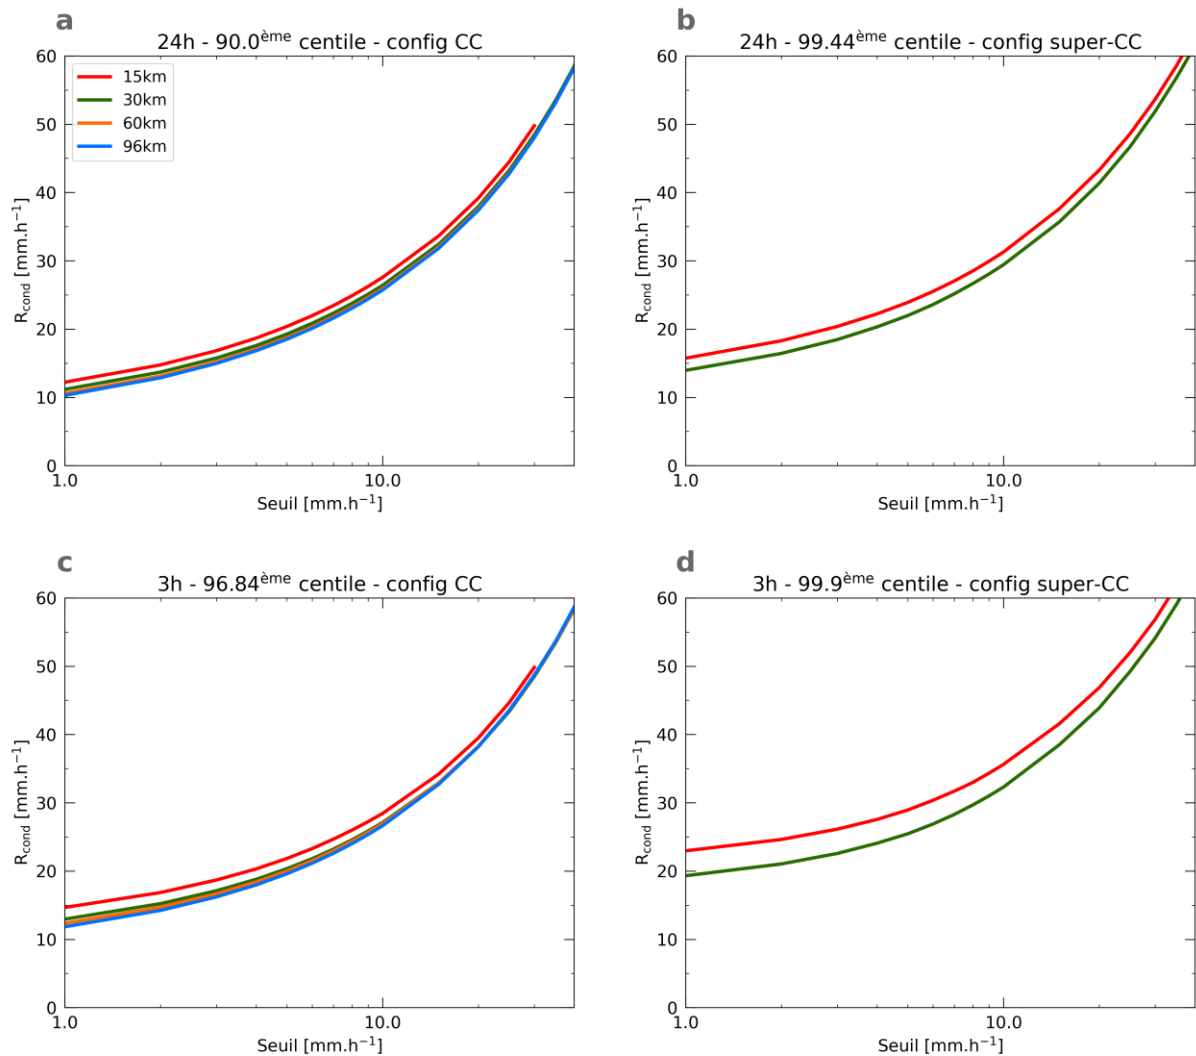 a
24h - 90.0ème centile - config CC
60
50
40
30
20
10
0
15km
30km
60km
96km
Rcond [mm.h−1]
1.0
10.0
Seuil [mm.h−1]
b
24h - 99.44ème centile - config super-CC
60
50
40
30
20
10
0
Rcond [mm.h−1]
1.0
10.0
Seuil [mm.h−1]
c
3h - 96.84ème centile - config CC
60
50
40
30
20
10
0
Rcond [mm.h−1]
1.0
10.0
Seuil [mm.h−1]
d
3h - 99.9ème centile - config super-CC
60
50
40
30
20
10
0
Rcond [mm.h−1]
1.0
10.0
Seuil [mm.h−1]